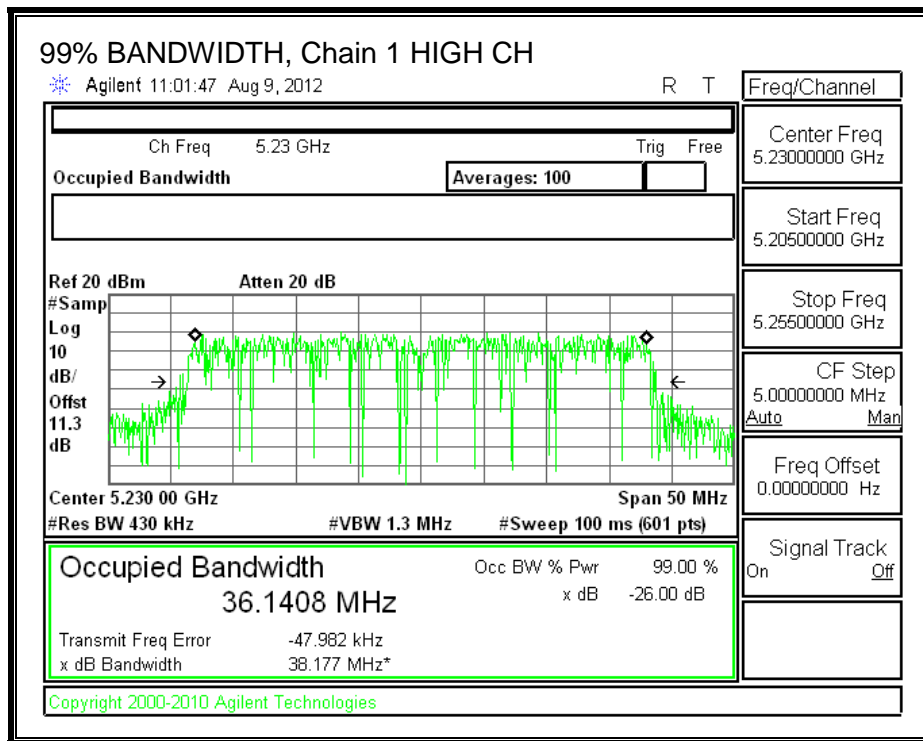 99% BANDWIDTH, Chain 1 HIGH CH
Agilent 11:01:47 Aug 9, 2012 R T
Freq/Channel
Ch Freq 5.23 GHz Trig Free
Occupied Bandwidth Averages: 100
Center Freq
5.23000000 GHz
Start Freq
5.20500000 GHz
Stop Freq
5.25500000 GHz
CF Step
5.00000000 MHz
Auto Man
Freq Offset
0.00000000 Hz
Signal Track
On Off
Ref 20 dBm Atten 20 dB
#Samp
Log
10
dB/
Offst
11.3
dB
Center 5.230 00 GHz Span 50 MHz
#Res BW 430 kHz #VBW 1.3 MHz #Sweep 100 ms (601 pts)
Occupied Bandwidth Occ BW % Pwr 99.00 %
36.1408 MHz x dB -26.00 dB
Transmit Freq Error -47.982 kHz
x dB Bandwidth 38.177 MHz*
Copyright 2000-2010 Agilent Technologies